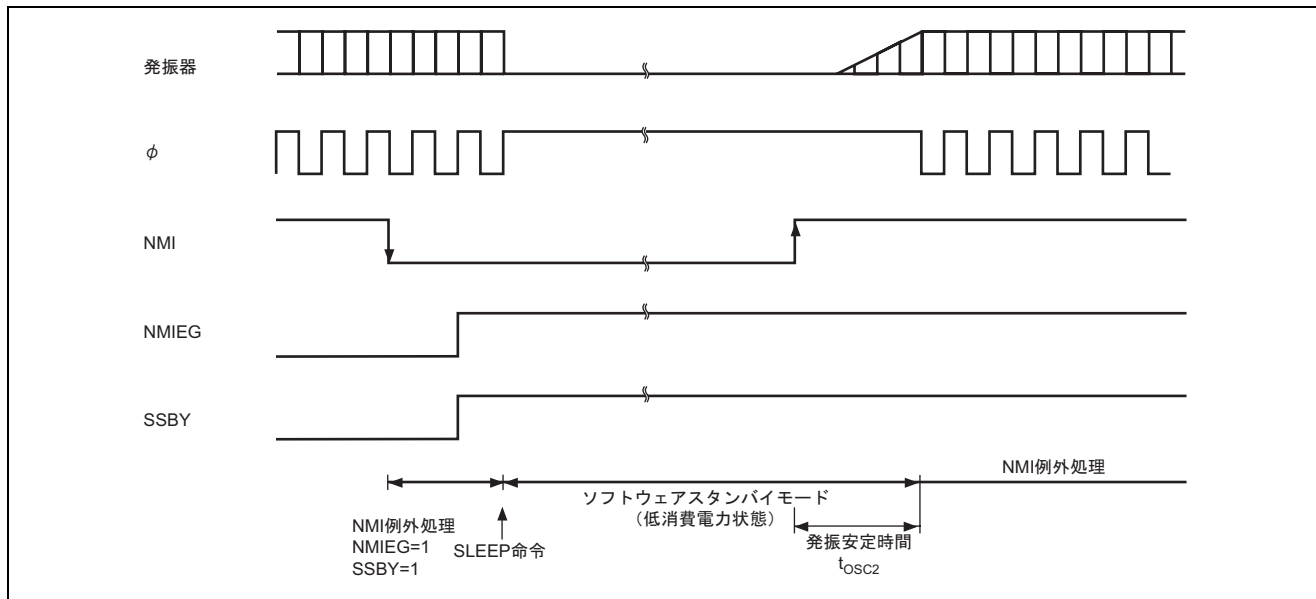 発振器
φ
NMI
NMIEG
SSBY
NMI例外処理
ソフトウェアスタンバイモード
(低消費電力状態)
NMI例外処理
NMIEG=1
SSBY=1
SLEEP命令
発振安定時間
tOSC2